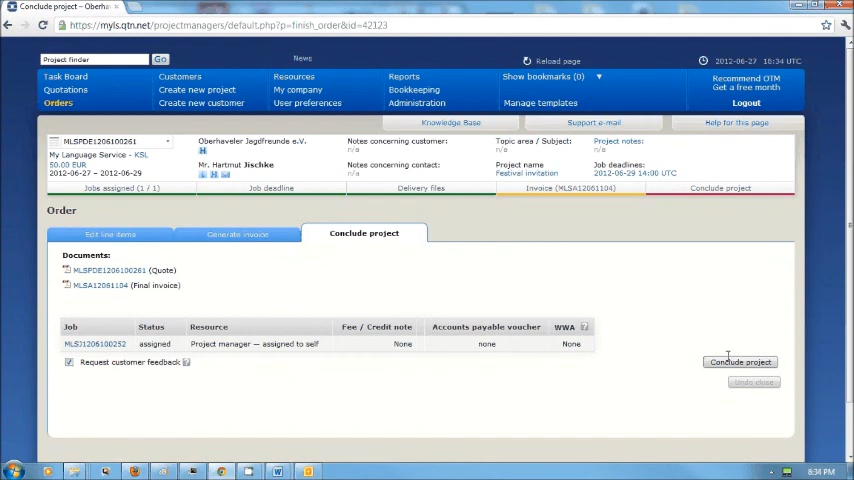 Conclude project — Oberhav
https://myls.qtn.net/projectmanagers/default.php?p=finish_order&id=42123
Project finder
Go
News
Reload page
2012-06-27 - 18:34 UTC
Task Board
Customers
Resources
Reports
Show bookmarks (0)
Recommend OTM
Get a free month
Quotations
Create new project
My company
Bookkeeping
Orders
Create new customer
User preferences
Administration
Manage templates
Logout
Knowledge Base
Support e-mail
Help for this page
MLSPDE1206100261
My Language Service - KSL
50.00 EUR
2012-06-27 – 2012-06-29
Oberhaveler Jagdfreunde e.V.
Mr. Hartmut Jischke
Notes concerning customer:
n/a
Notes concerning contact:
n/a
Topic area / Subject:
n/a
Project name
Festival invitation
Project notes:
n/a
Job deadlines:
2012-06-29 14:00 UTC
Jobs assigned (1 / 1)
Job deadline
Delivery files
Invoice (MLSA12061104)
Conclude project
Order
Edit line items
Generate invoice
Conclude project
Documents:
MLSPDE1206100261 (Quote)
MLSA12061104 (Final invoice)
Job Status Resource Fee / Credit note Accounts payable voucher WWA
MLSJ1206100252 assigned Project manager — assigned to self None none None
Request customer feedback
Conclude project
Undo close
8:34 PM